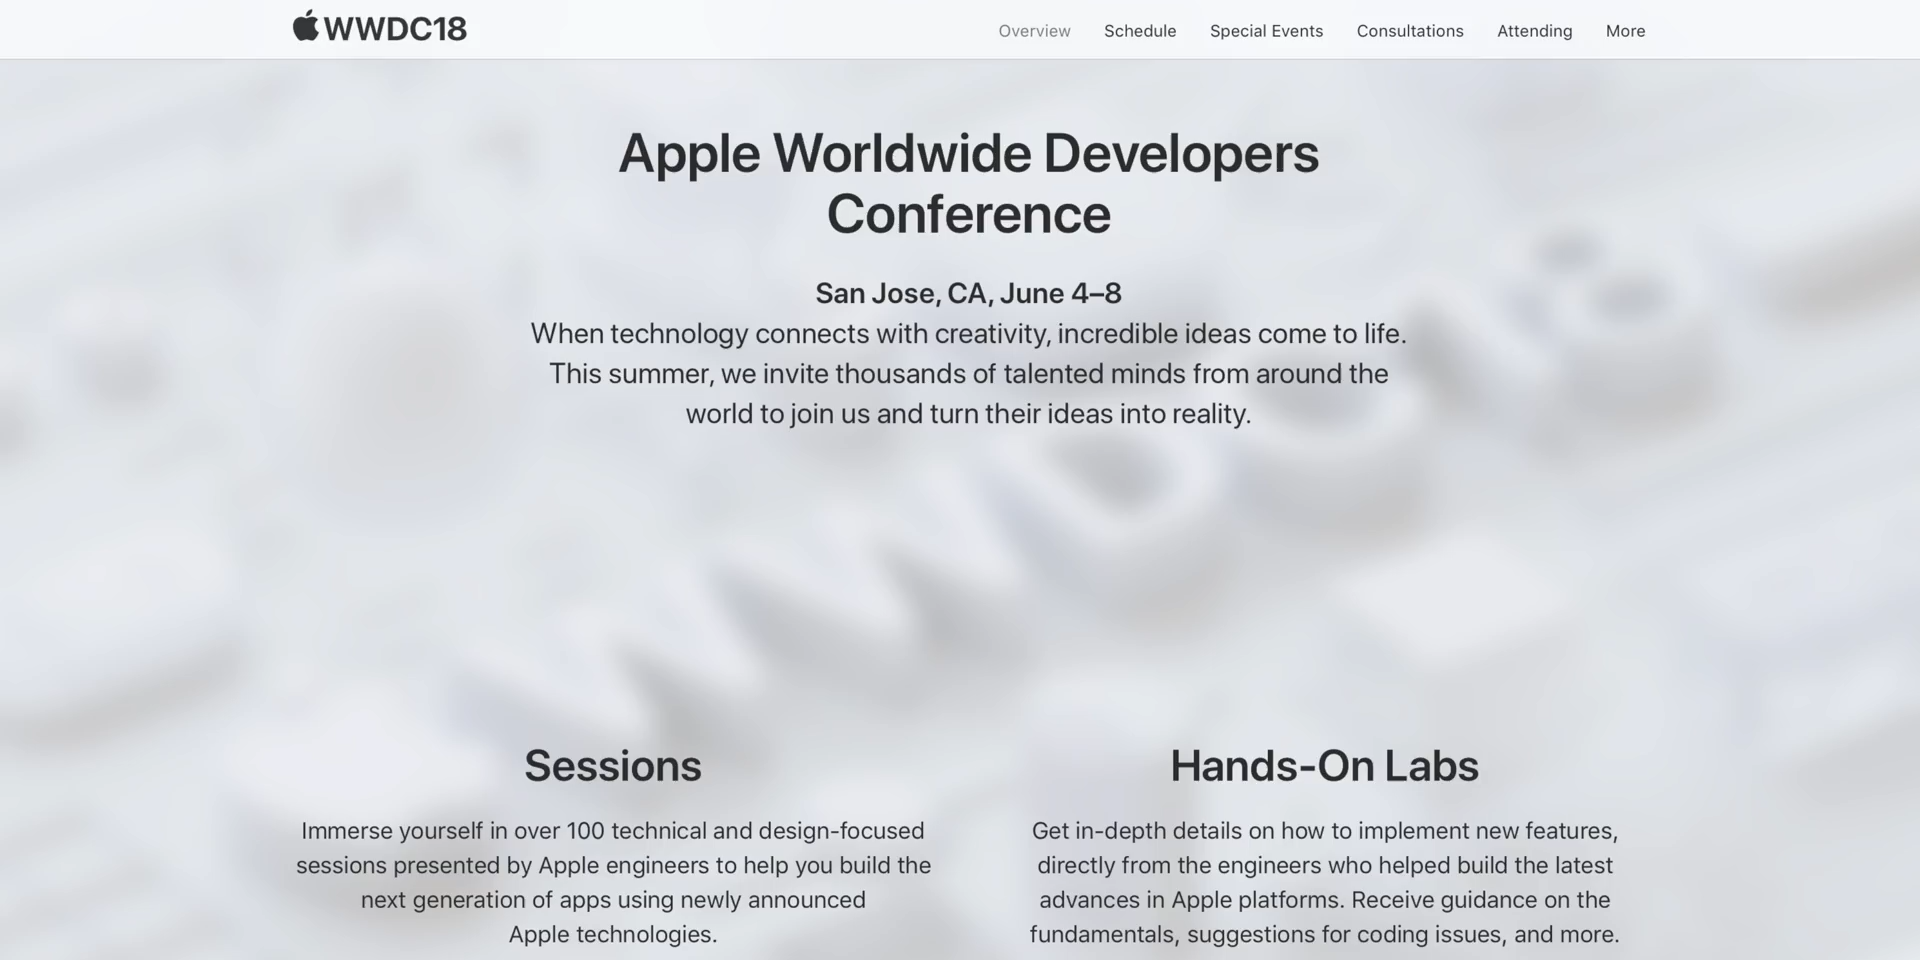 WWDC18
Overview Schedule Special Events Consultations Attending More
Apple Worldwide Developers
Conference
San Jose, CA, June 4–8
When technology connects with creativity, incredible ideas come to life.
This summer, we invite thousands of talented minds from around the
world to join us and turn their ideas into reality.
WWDC18
Sessions
Immerse yourself in over 100 technical and design-focused
sessions presented by Apple engineers to help you build the
next generation of apps using newly announced
Apple technologies.
Hands-On Labs
Get in-depth details on how to implement new features,
directly from the engineers who helped build the latest
advances in Apple platforms. Receive guidance on the
fundamentals, suggestions for coding issues, and more.